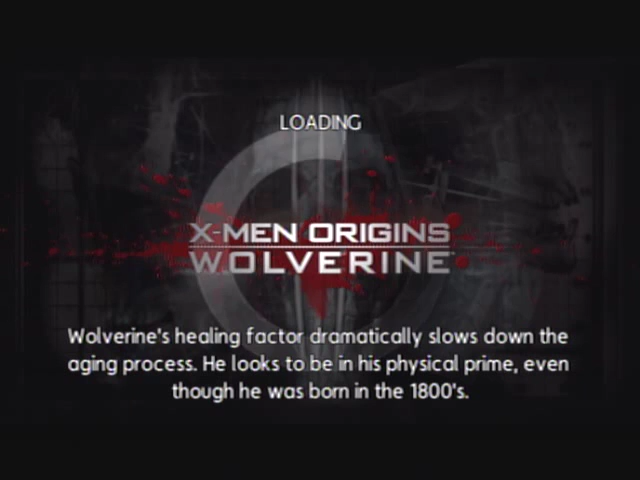 LOADING
X-MEN ORIGINS
WOLVERINE
Wolverine's healing factor dramatically slows down the
aging process. He looks to be in his physical prime, even
though he was born in the 1800's.